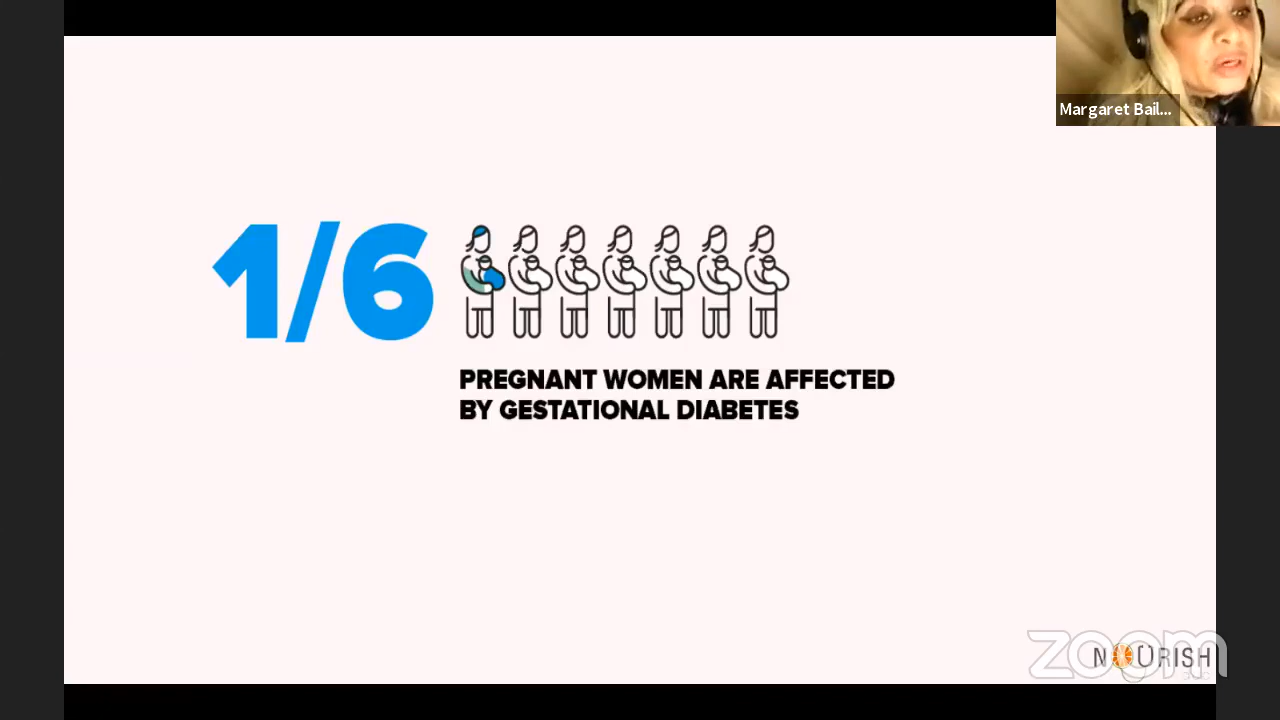 Margaret Bail...
1/6
PREGNANT WOMEN ARE AFFECTED
BY GESTATIONAL DIABETES
zoom
NOURISH